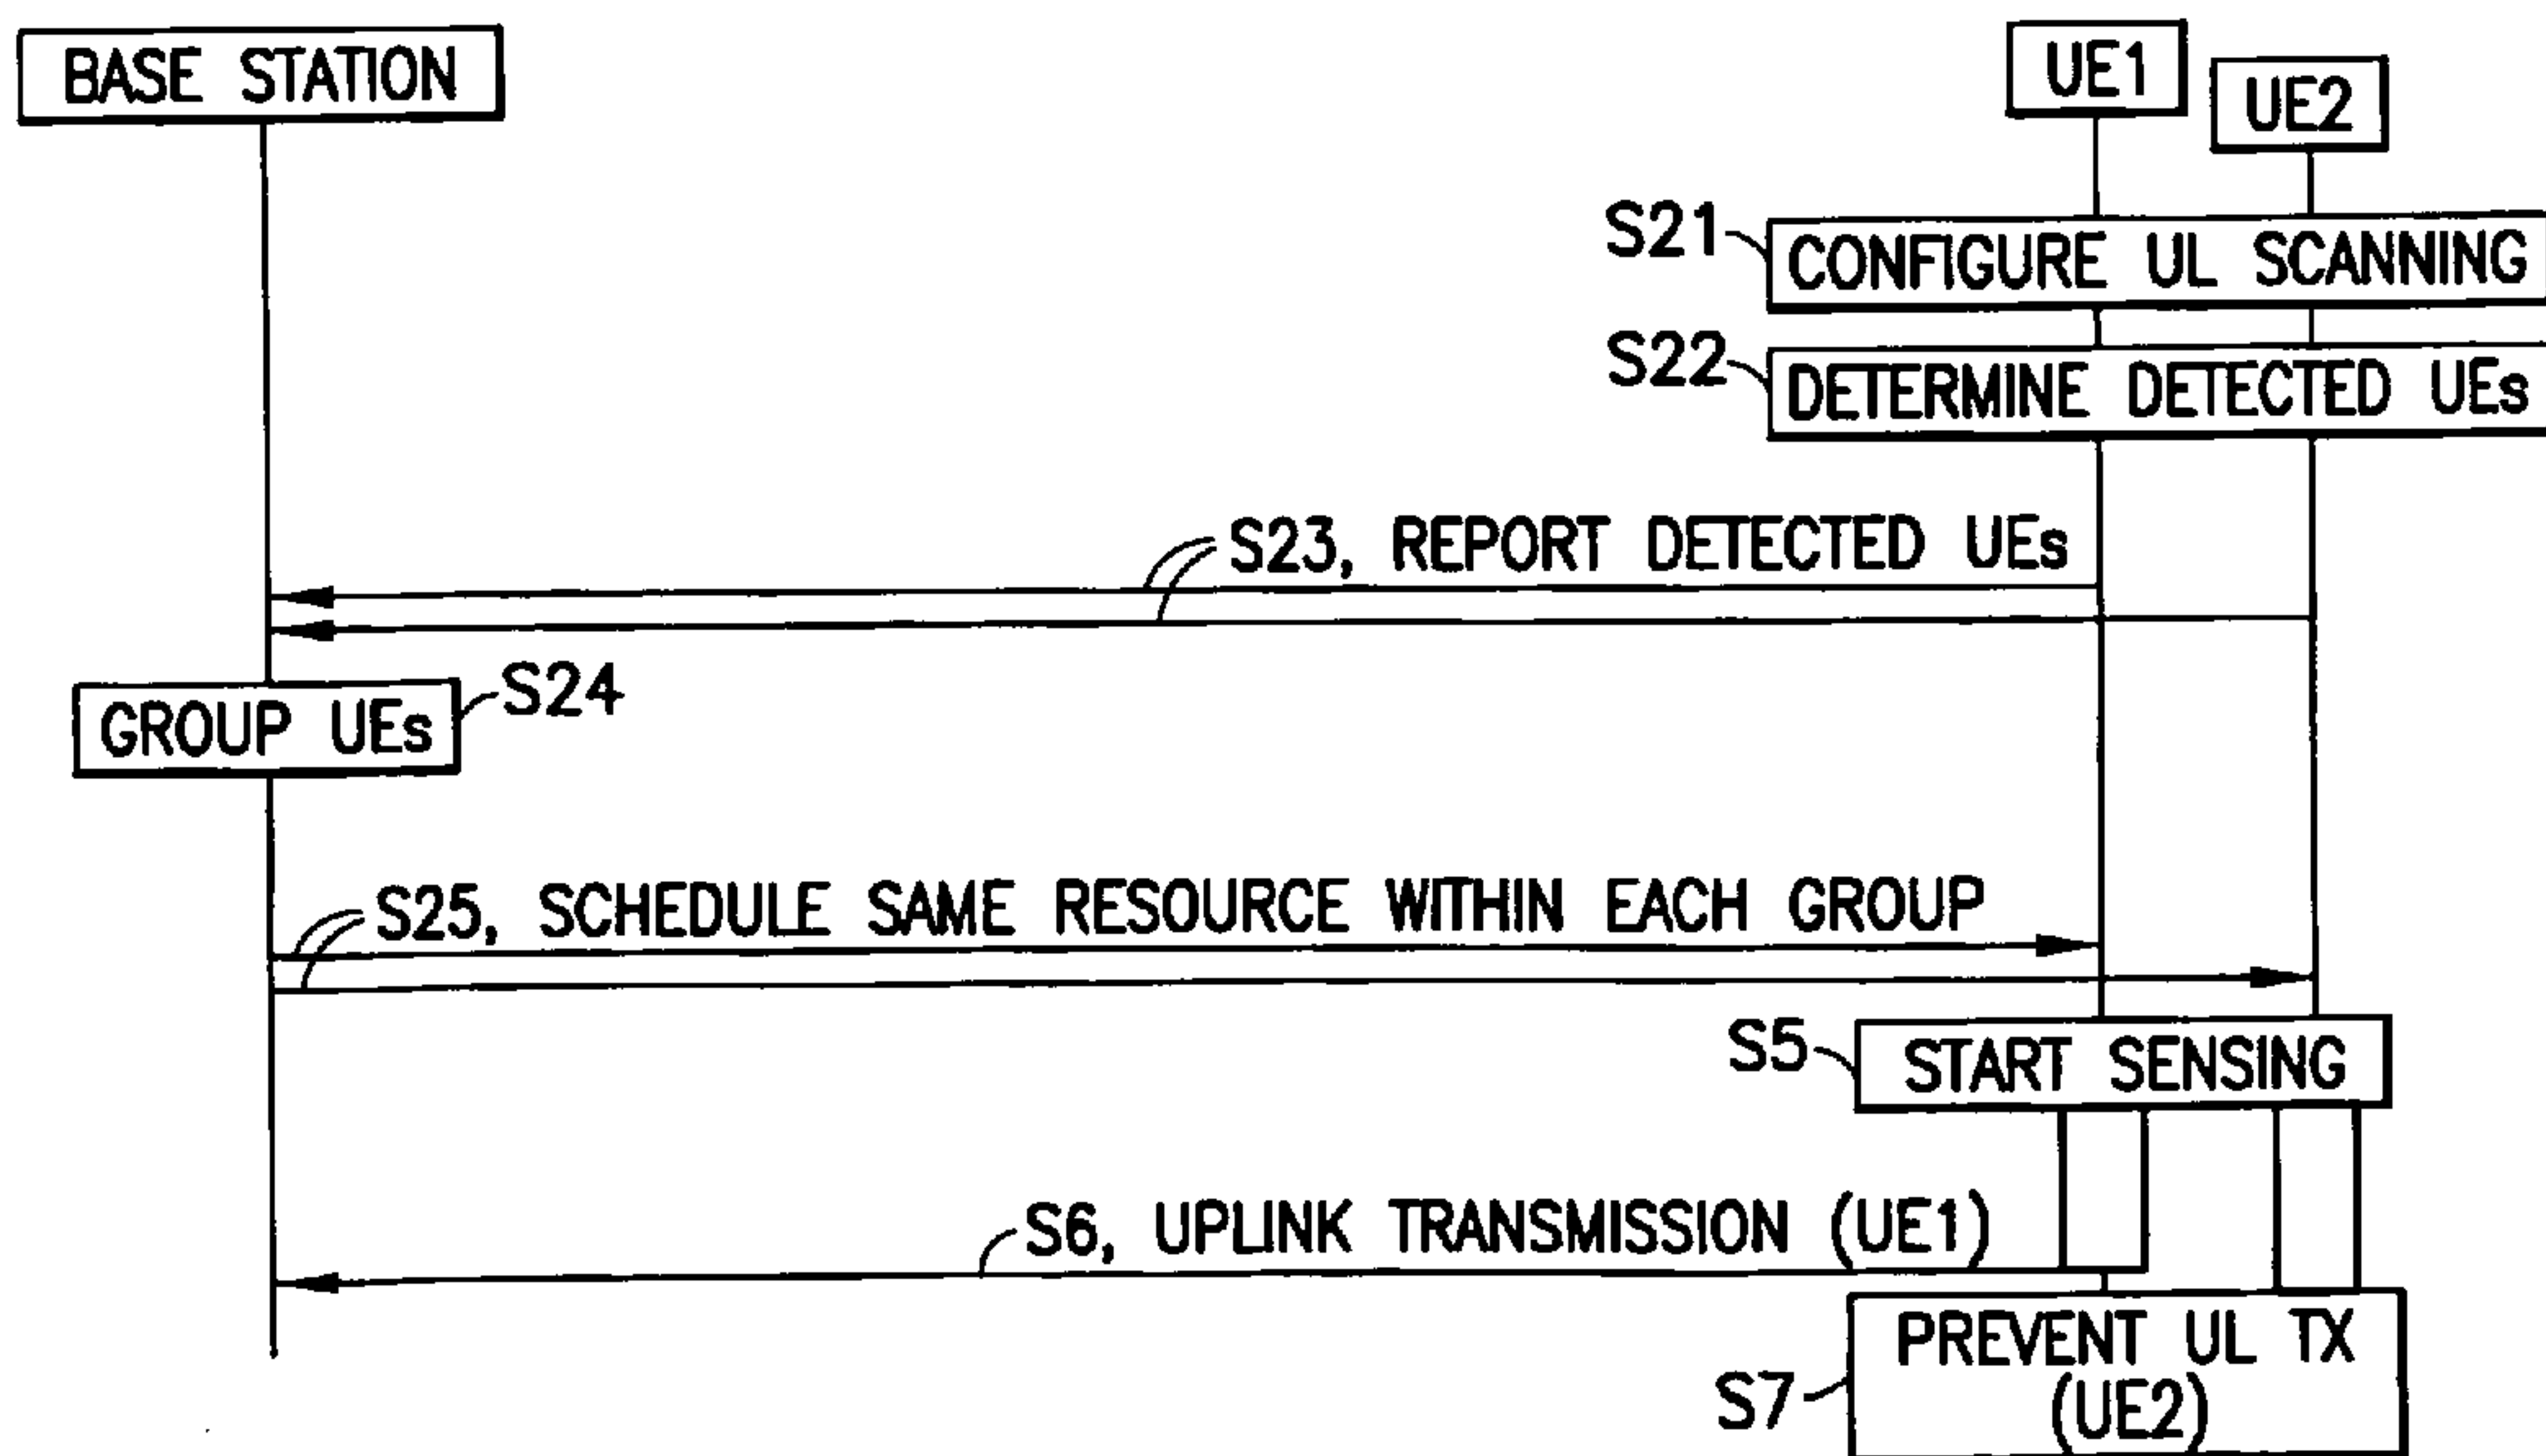 BASE STATION
UE1
UE2
S21
CONFIGURE UL SCANNING
S22
DETERMINE DETECTED UEs
S23, REPORT DETECTED UEs
GROUP UEs
S24
S25, SCHEDULE SAME RESOURCE WITHIN EACH GROUP
S5
START SENSING
S6, UPLINK TRANSMISSION (UE1)
S7
PREVENT UL TX
(UE2)